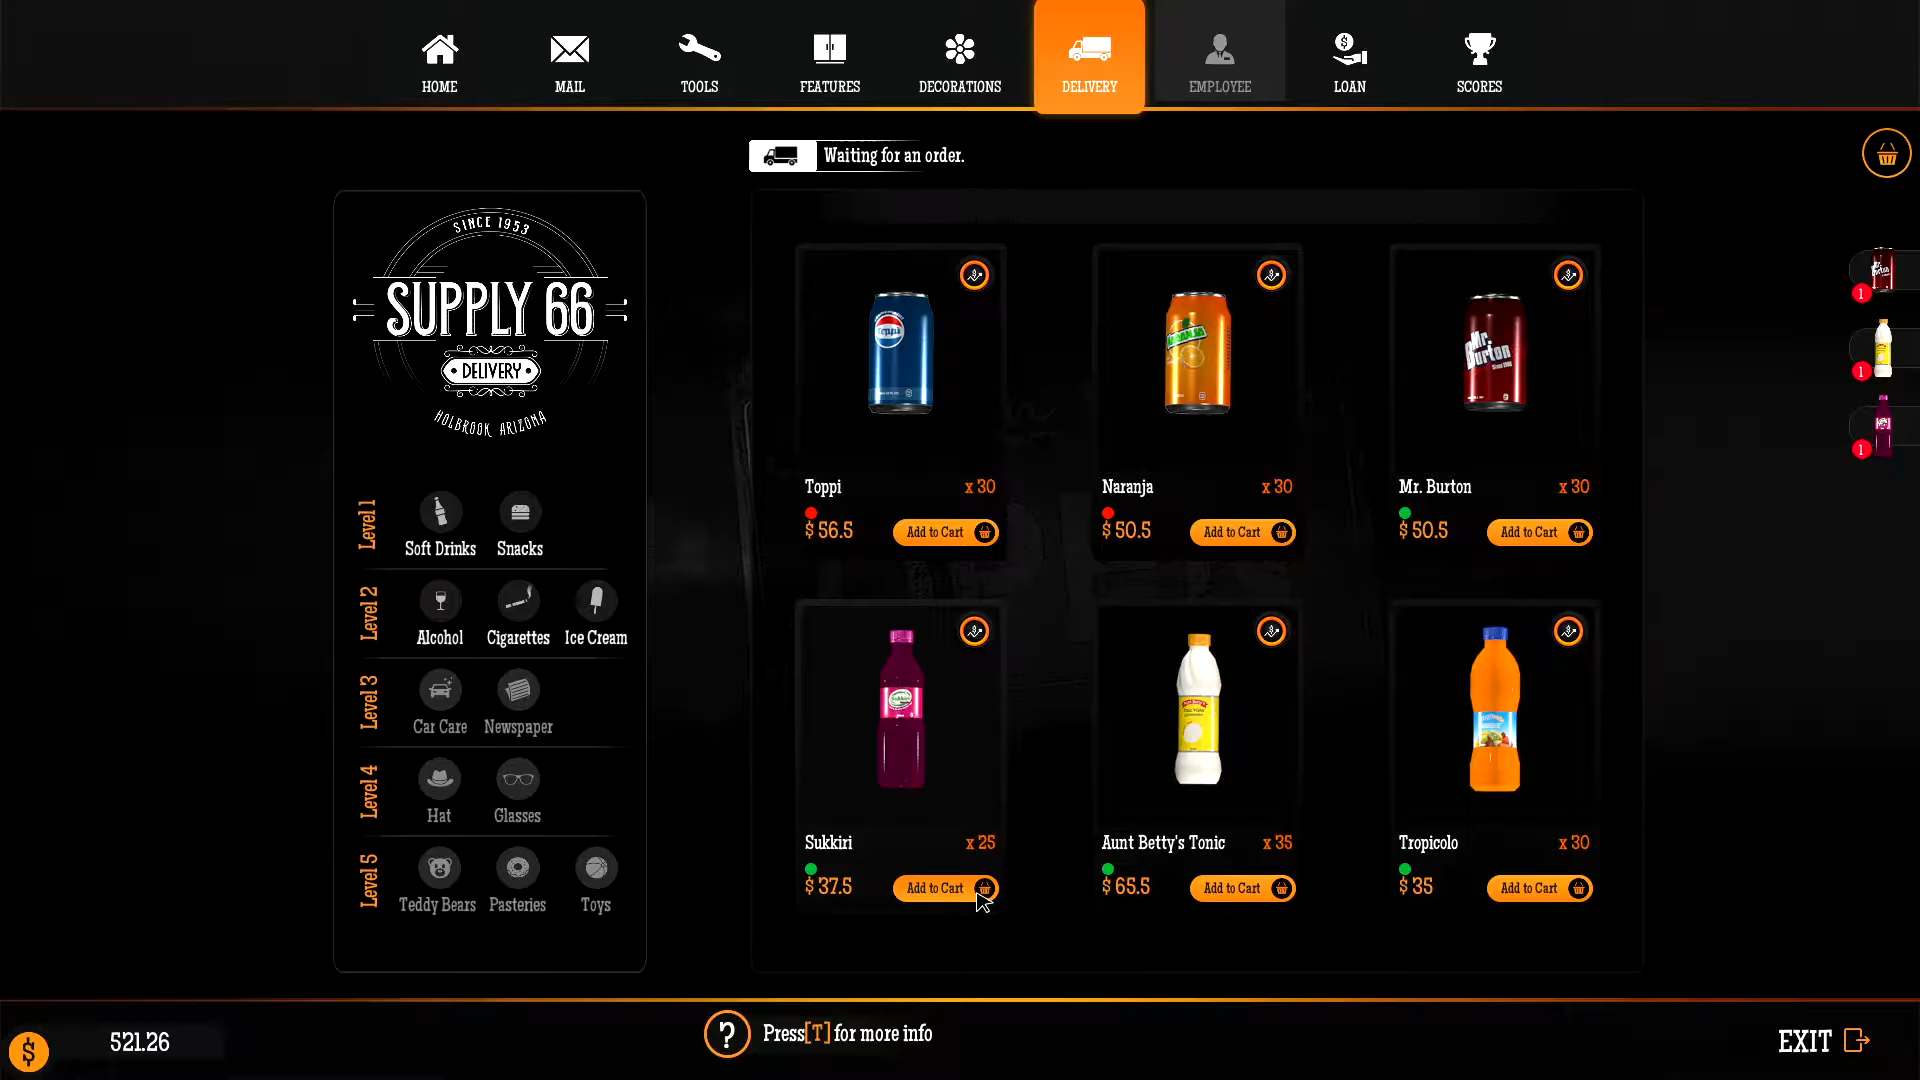 HOME
MAIL
TOOLS
FEATURES
DECORATIONS
DELIVERY
EMPLOYEE
LOAN
SCORES
Waiting for an order.
SINCE 1953
SUPPLY 66
DELIVERY
HOLBROOK, ARIZONA
Level 1
Soft Drinks
Snacks
Level 2
Alcohol
Cigarettes
Ice Cream
Level 3
Car Care
Newspaper
Level 4
Hat
Glasses
Level 5
Teddy Bears
Pasteries
Toys
Toppi
Toppi x 30
$ 56.5
Add to Cart
NARANJA
Naranja x 30
$ 50.5
Add to Cart
Mr. Burton
Mr. Burton x 30
$ 50.5
Add to Cart
Sukkiri
Sukkiri x 25
$ 37.5
Add to Cart
Aunt Betty's Tonic x 35
$ 65.5
Add to Cart
Tropicolo x 30
$ 35
Add to Cart
1
1
1
$ 521.26
? Press[T] for more info
EXIT